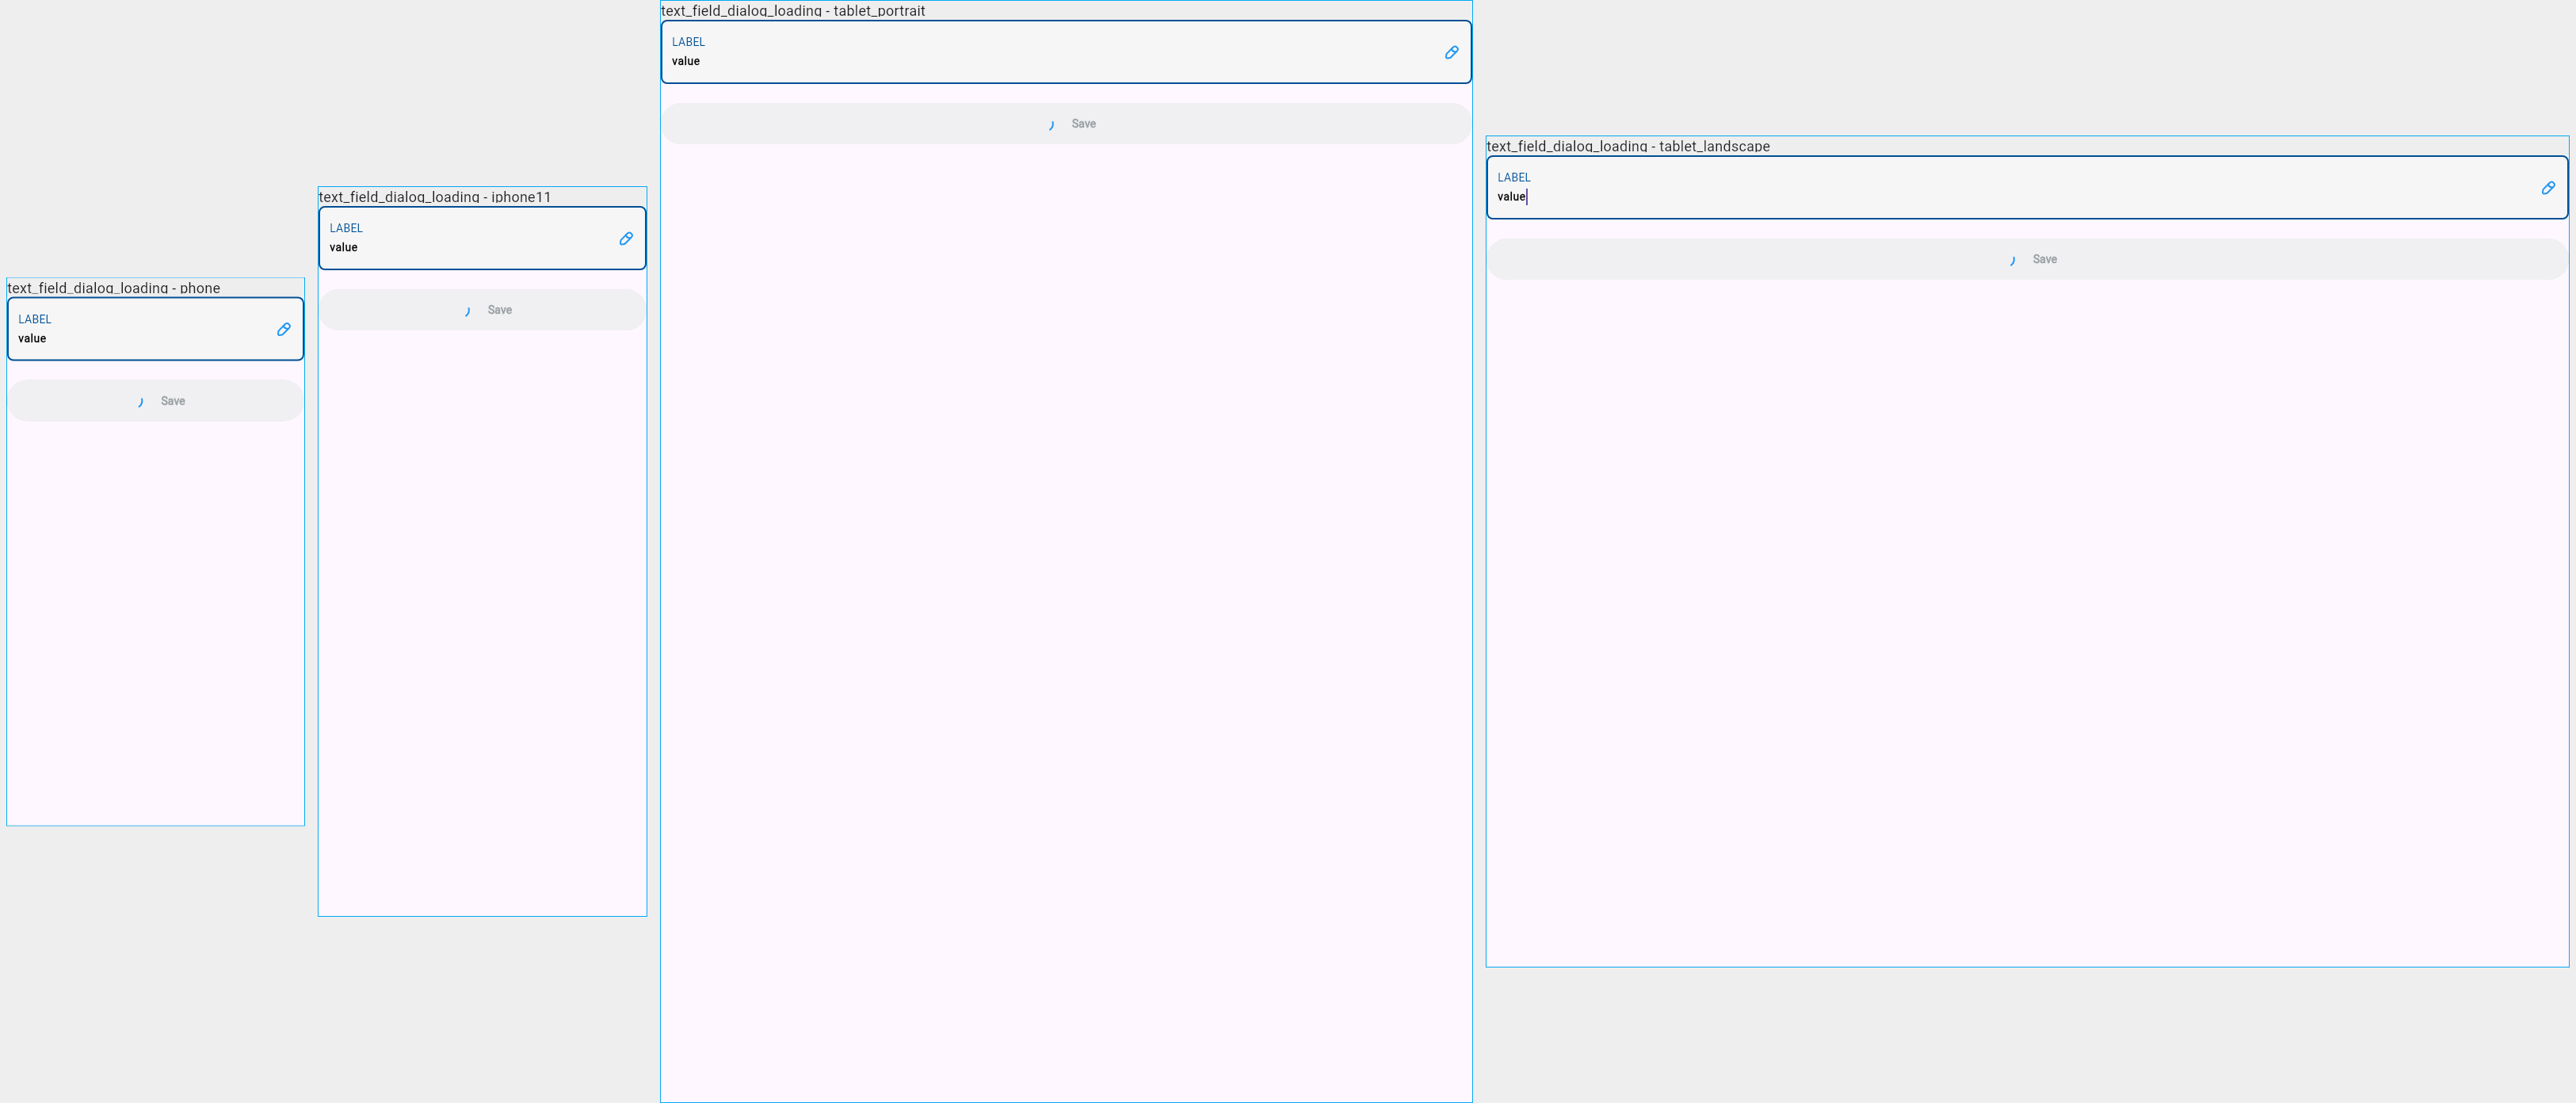 text_field_dialog_loading - phone
LABEL
value
Save
text_field_dialog_loading - iphone11
LABEL
value
Save
text_field_dialog_loading - tablet_portrait
LABEL
value
Save
text_field_dialog_loading - tablet_landscape
LABEL
value
Save